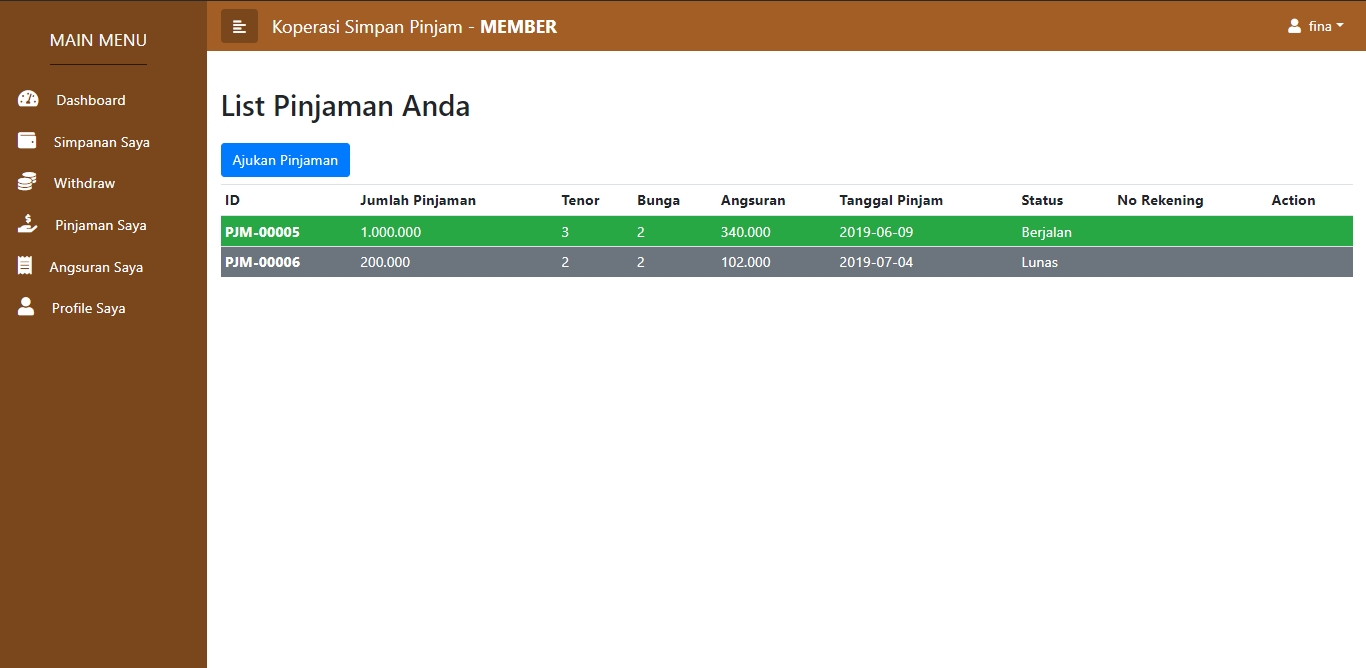 MAIN MENU
Dashboard
Simpanan Saya
Withdraw
Pinjaman Saya
Angsuran Saya
Profile Saya
Koperasi Simpan Pinjam - MEMBER
fina
List Pinjaman Anda
Ajukan Pinjaman
ID Jumlah Pinjaman Tenor Bunga Angsuran Tanggal Pinjam Status No Rekening Action
PJM-00005 1.000.000 3 2 340.000 2019-06-09 Berjalan
PJM-00006 200.000 2 2 102.000 2019-07-04 Lunas